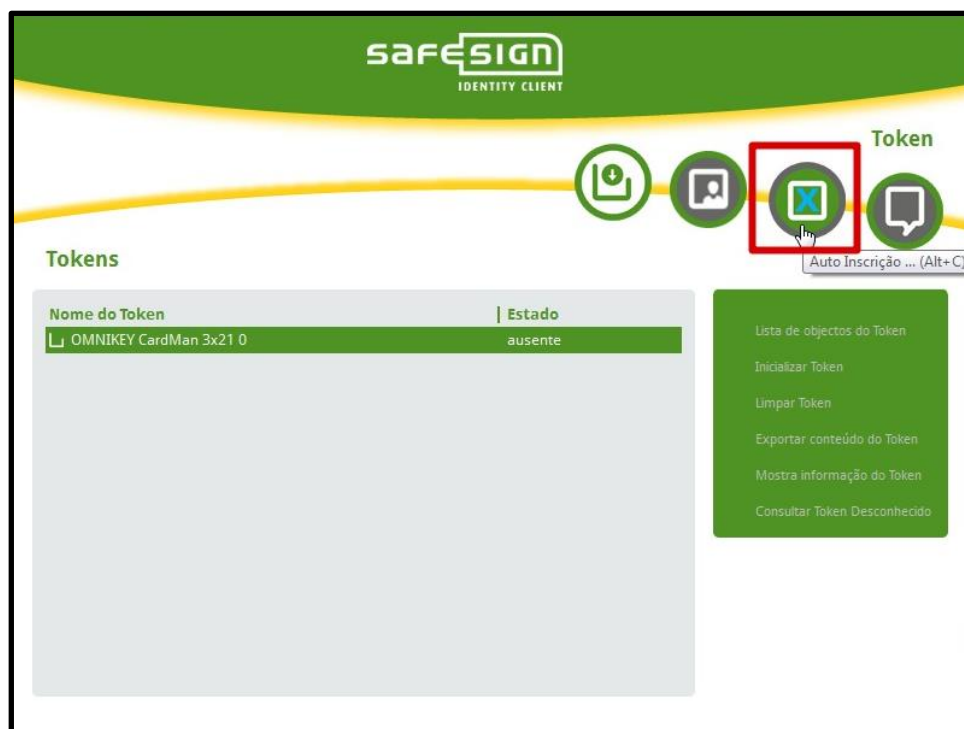 safesign
IDENTITY CLIENT
Token
Auto Inscrição ... (Alt+C)
Tokens
Nome do Token | Estado
OMNIKEY CardMan 3x21 0 ausente
Lista de objectos do Token
Inicializar Token
Limpar Token
Exportar conteúdo do Token
Mostra informação do Token
Consultar Token Desconhecido